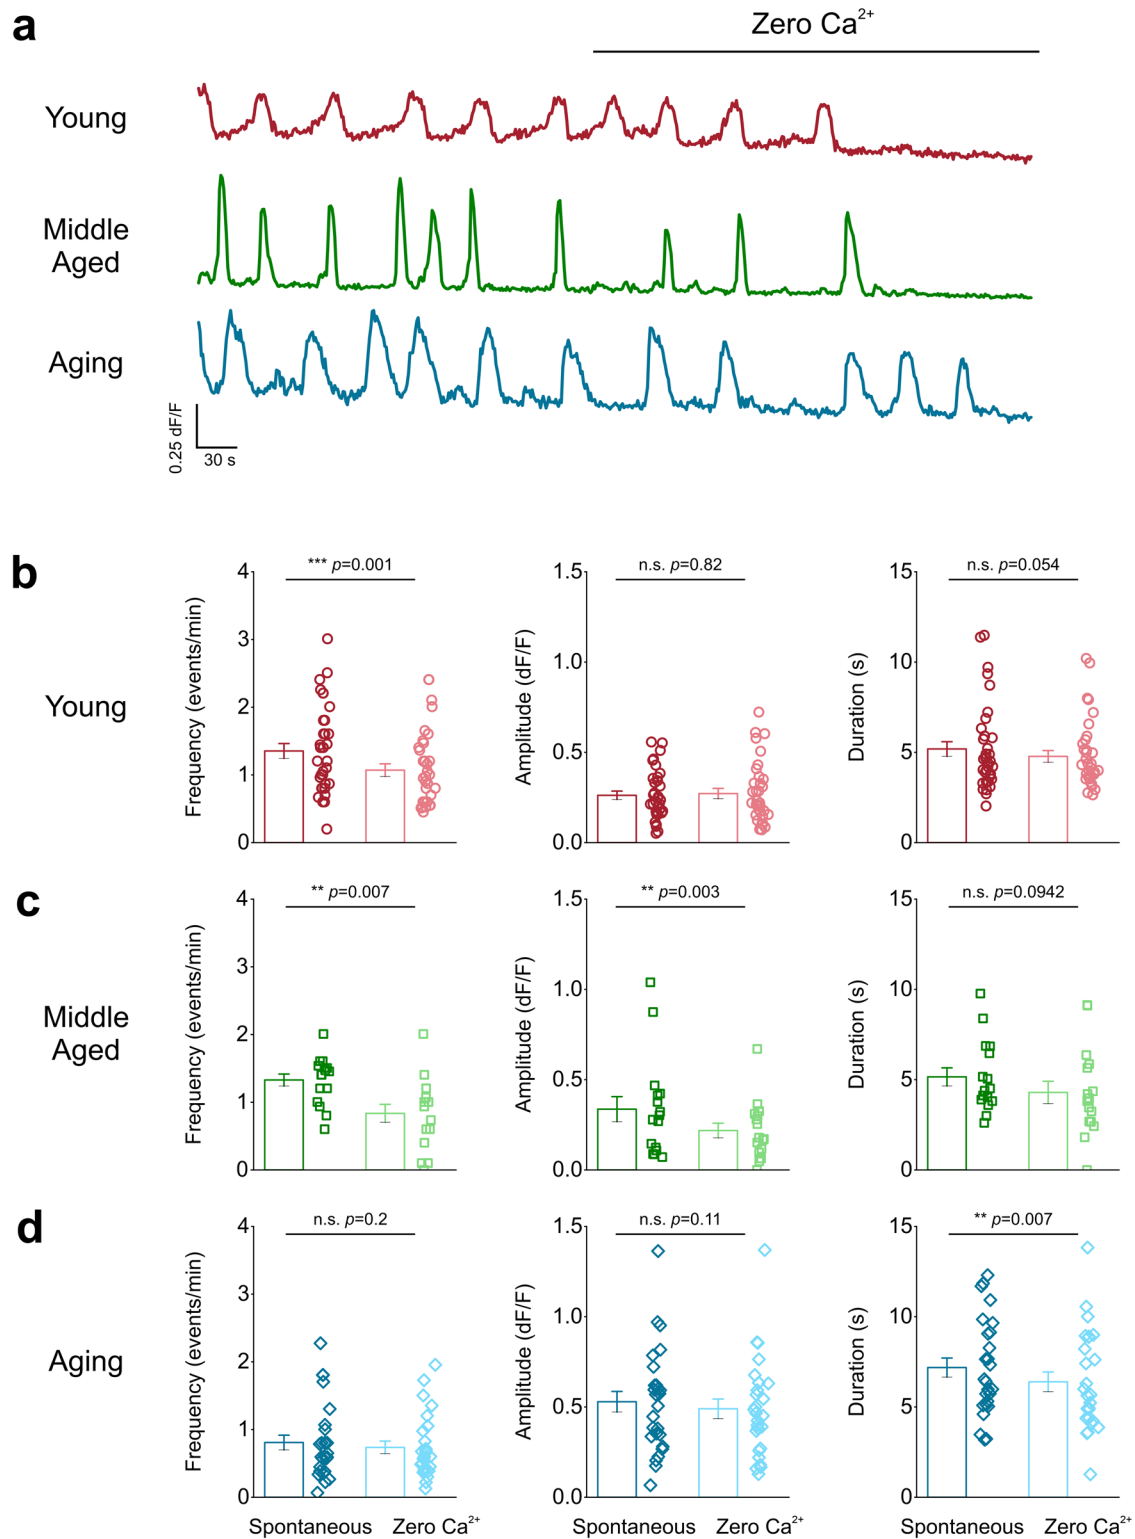 a
Zero Ca²⁺
Young
Middle
Aged
Aging
0.25 dF/F
30 s
b
Young
*** p=0.001
4
3
2
1
0
Frequency (events/min)
n.s. p=0.82
1.5
1.0
0.5
0.0
Amplitude (dF/F)
n.s. p=0.054
15
10
5
0
Duration (s)
c
Middle
Aged
** p=0.007
4
3
2
1
0
Frequency (events/min)
** p=0.003
1.5
1.0
0.5
0.0
Amplitude (dF/F)
n.s. p=0.0942
15
10
5
0
Duration (s)
d
Aging
n.s. p=0.2
4
3
2
1
0
Frequency (events/min)
n.s. p=0.11
1.5
1.0
0.5
0.0
Amplitude (dF/F)
** p=0.007
15
10
5
0
Duration (s)
Spontaneous Zero Ca²⁺
Spontaneous Zero Ca²⁺
Spontaneous Zero Ca²⁺